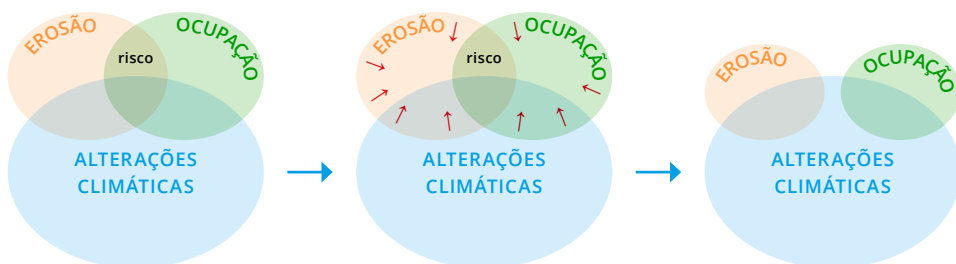 EROSÃO
OCUPAÇÃO
risco
ALTERAÇÕES
CLIMÁTICAS
EROSÃO
OCUPAÇÃO
risco
ALTERAÇÕES
CLIMÁTICAS
EROSÃO
OCUPAÇÃO
ALTERAÇÕES
CLIMÁTICAS